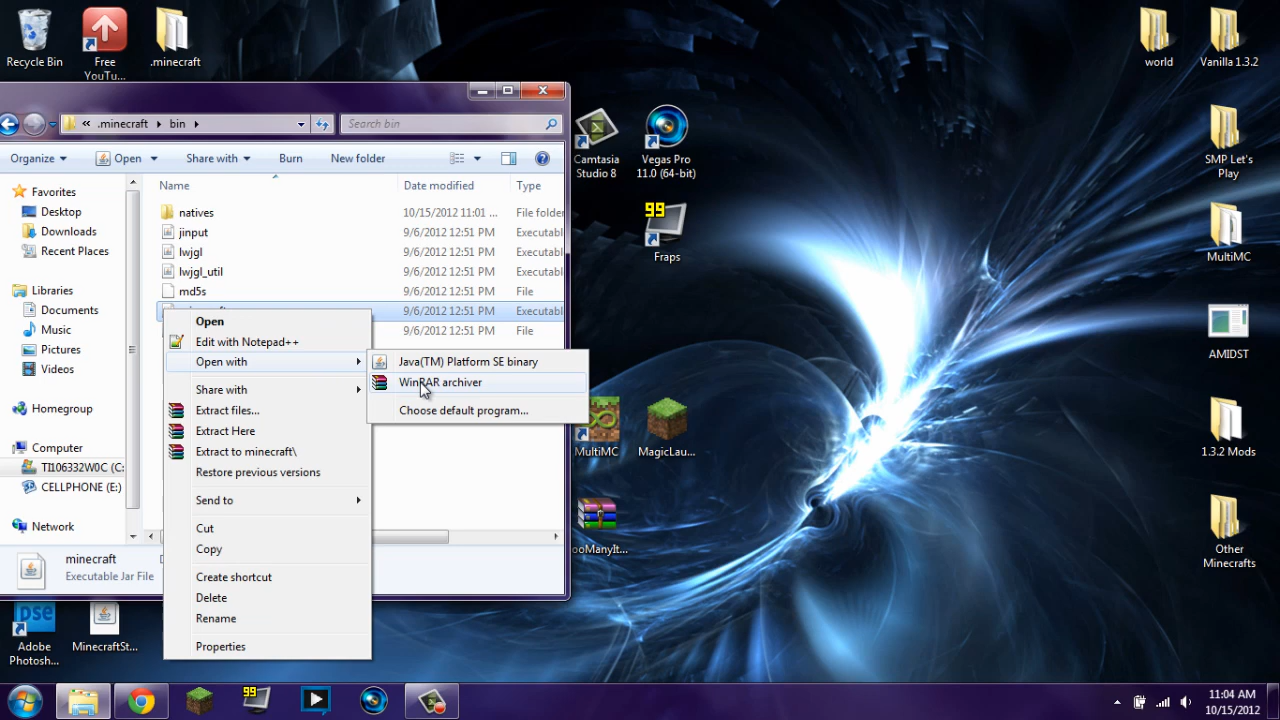 Recycle Bin
Free
YouTu...
.minecraft
world
Vanilla 1.3.2
« .minecraft bin
Search bin
Organize
Open
Share with
Burn
New folder
Name
Date modified
Type
Favorites
Desktop
Downloads
Recent Places
Libraries
Documents
Music
Pictures
Videos
Homegroup
Computer
TI106332W0C (C:
CELLPHONE (E:)
Network
natives
10/15/2012 11:01 ...
File folder
jinput
9/6/2012 12:51 PM
Executabl
lwjgl
9/6/2012 12:51 PM
Executabl
lwjgl_util
9/6/2012 12:51 PM
Executabl
md5s
9/6/2012 12:51 PM
File
9/6/2012 12:51 PM
Executabl
9/6/2012 12:51 PM
File
Open
Edit with Notepad++
Open with
Share with
Extract files...
Extract Here
Extract to minecraft\
Restore previous versions
Send to
Cut
Copy
Create shortcut
Delete
Rename
Properties
Java(TM) Platform SE binary
WinRAR archiver
Choose default program...
minecraft
Executable Jar File
Camtasia
Studio 8
Vegas Pro
11.0 (64-bit)
99
Fraps
SMP Let's
Play
MultiMC
AMIDST
MultiMC
MagicLau...
1.3.2 Mods
ooManyIt...
Other
Minecrafts
pse
Adobe
Photosh...
MinecraftSt...
99
11:04 AM
10/15/2012